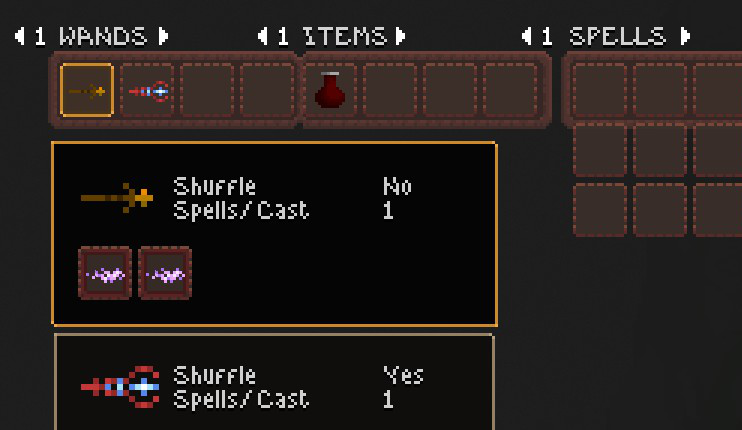 1 WANDS 1 ITEMS 1 SPELLS
Shuffle No
Spells/Cast 1
Shuffle Yes
Spells/Cast 1